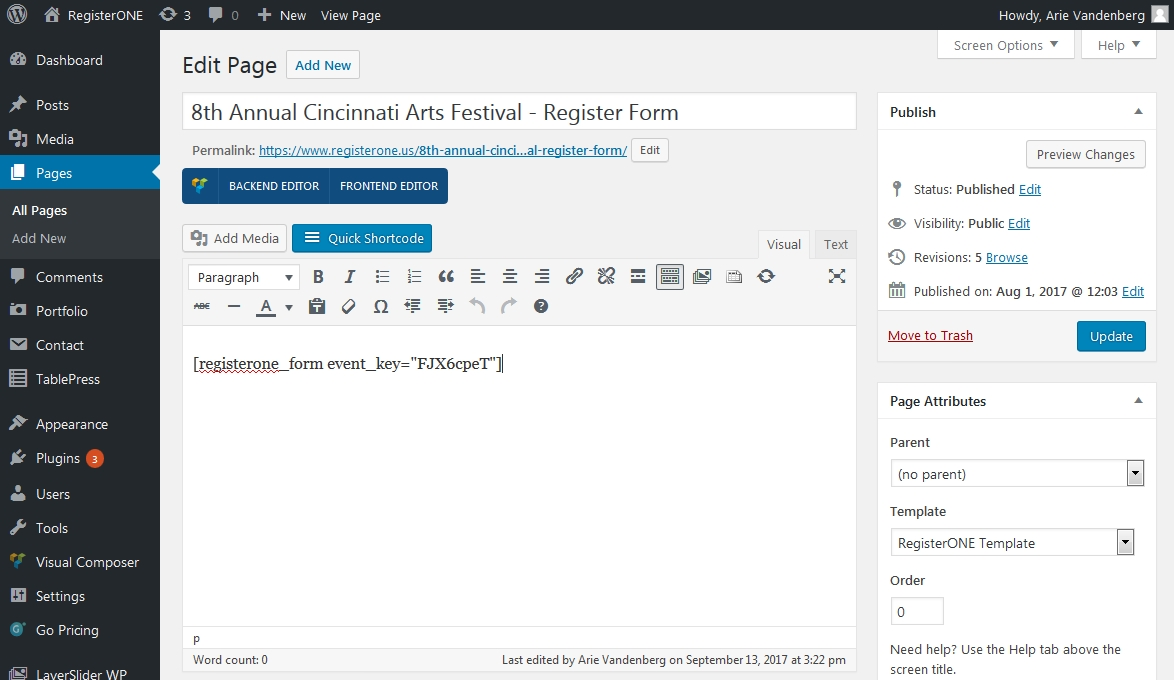 RegisterONE 3 0 New View Page Howdy, Arie Vandenberg
Dashboard
Posts
Media
Pages
All Pages
Add New
Comments
Portfolio
Contact
TablePress
Appearance
Plugins 3
Users
Tools
Visual Composer
Settings
Go Pricing
LayerSlider WP
Screen Options Help
Edit Page Add New
8th Annual Cincinnati Arts Festival - Register Form
Permalink: https://www.registerone.us/8th-annual-cinci...al-register-form/ Edit
BACKEND EDITOR FRONTEND EDITOR
Add Media Quick Shortcode Visual Text
Paragraph B I
ABC A Ω
[registerone_form event_key="FJX6cpeT"]
p
Word count: 0 Last edited by Arie Vandenberg on September 13, 2017 at 3:22 pm
Publish
Preview Changes
Status: Published Edit
Visibility: Public Edit
Revisions: 5 Browse
Published on: Aug 1, 2017 @ 12:03 Edit
Move to Trash Update
Page Attributes
Parent
(no parent)
Template
RegisterONE Template
Order
0
Need help? Use the Help tab above the
screen title.